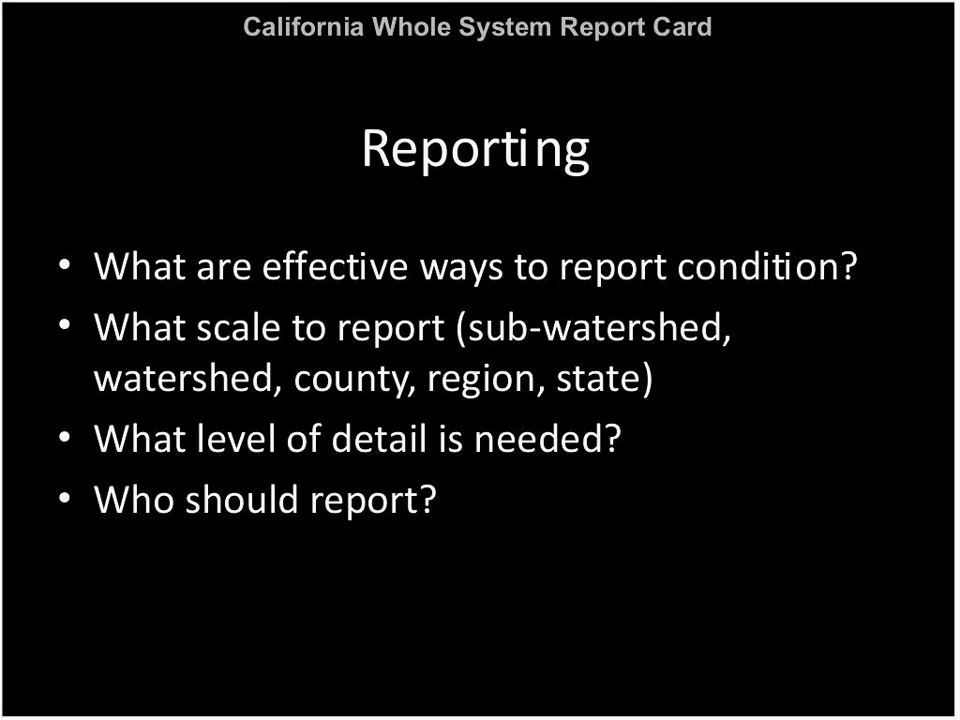 California Whole System Report Card
Reporting
• What are effective ways to report condition?
• What scale to report (sub-watershed,
watershed, county, region, state)
• What level of detail is needed?
• Who should report?